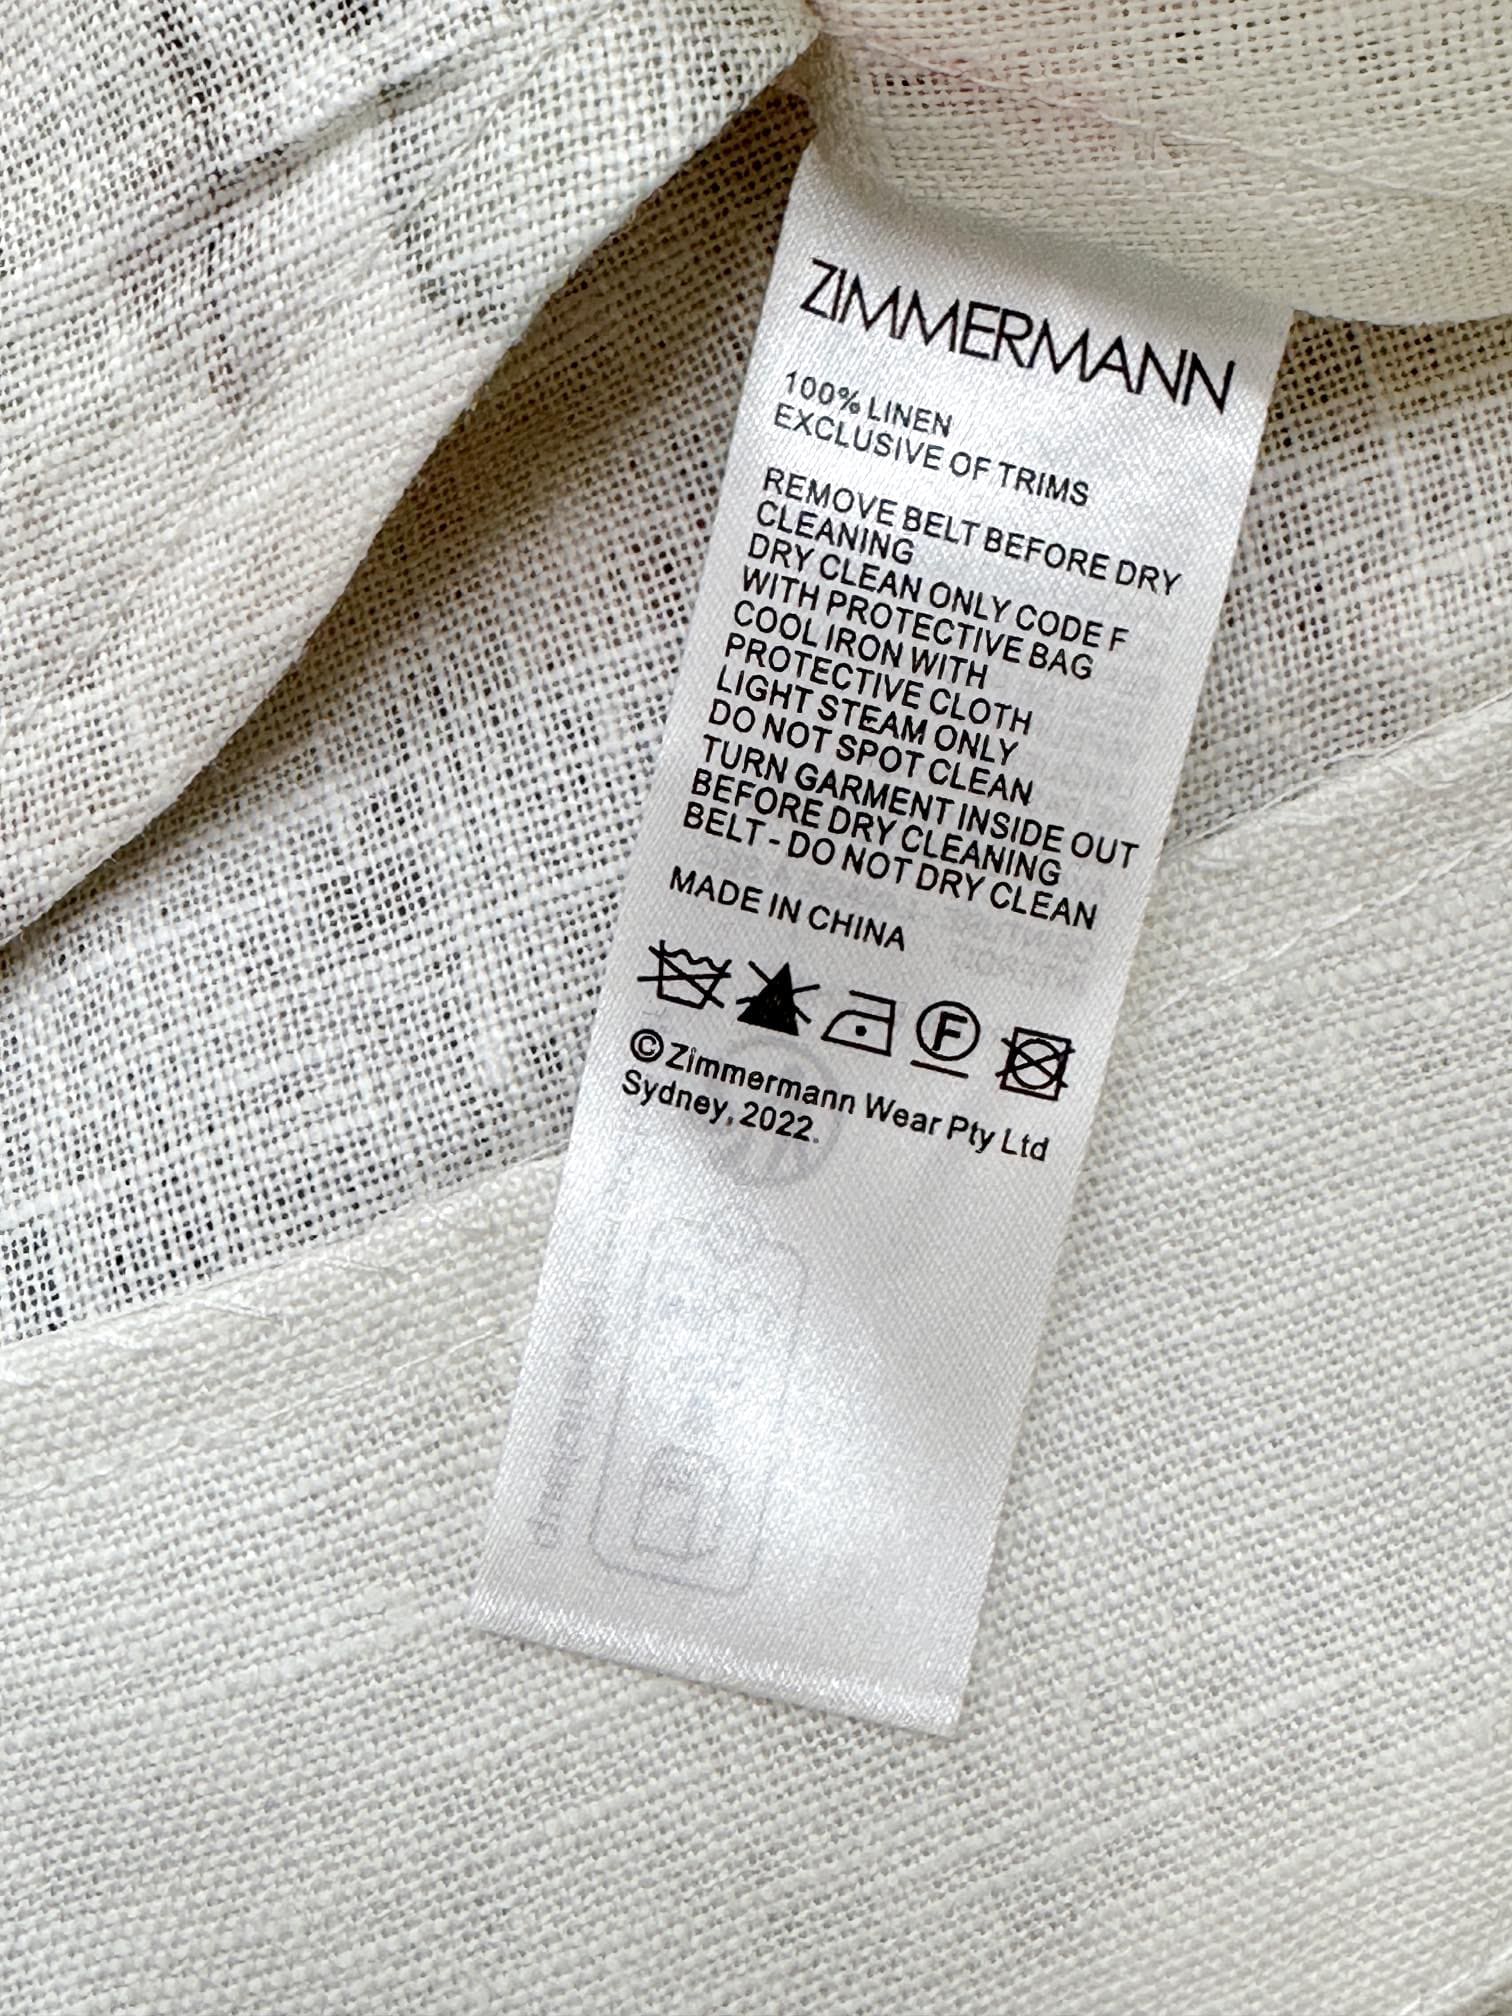 ZIMMERMANN
100% LINEN
EXCLUSIVE OF TRIMS
REMOVE BELT BEFORE DRY
CLEANING
DRY CLEAN ONLY CODE F
WITH PROTECTIVE BAG
COOL IRON WITH
PROTECTIVE CLOTH
LIGHT STEAM ONLY
DO NOT SPOT CLEAN
TURN GARMENT INSIDE OUT
BEFORE DRY CLEANING
BELT - DO NOT DRY CLEAN
MADE IN CHINA
F
©Zimmermann Wear Pty Ltd
Sydney, 2022.